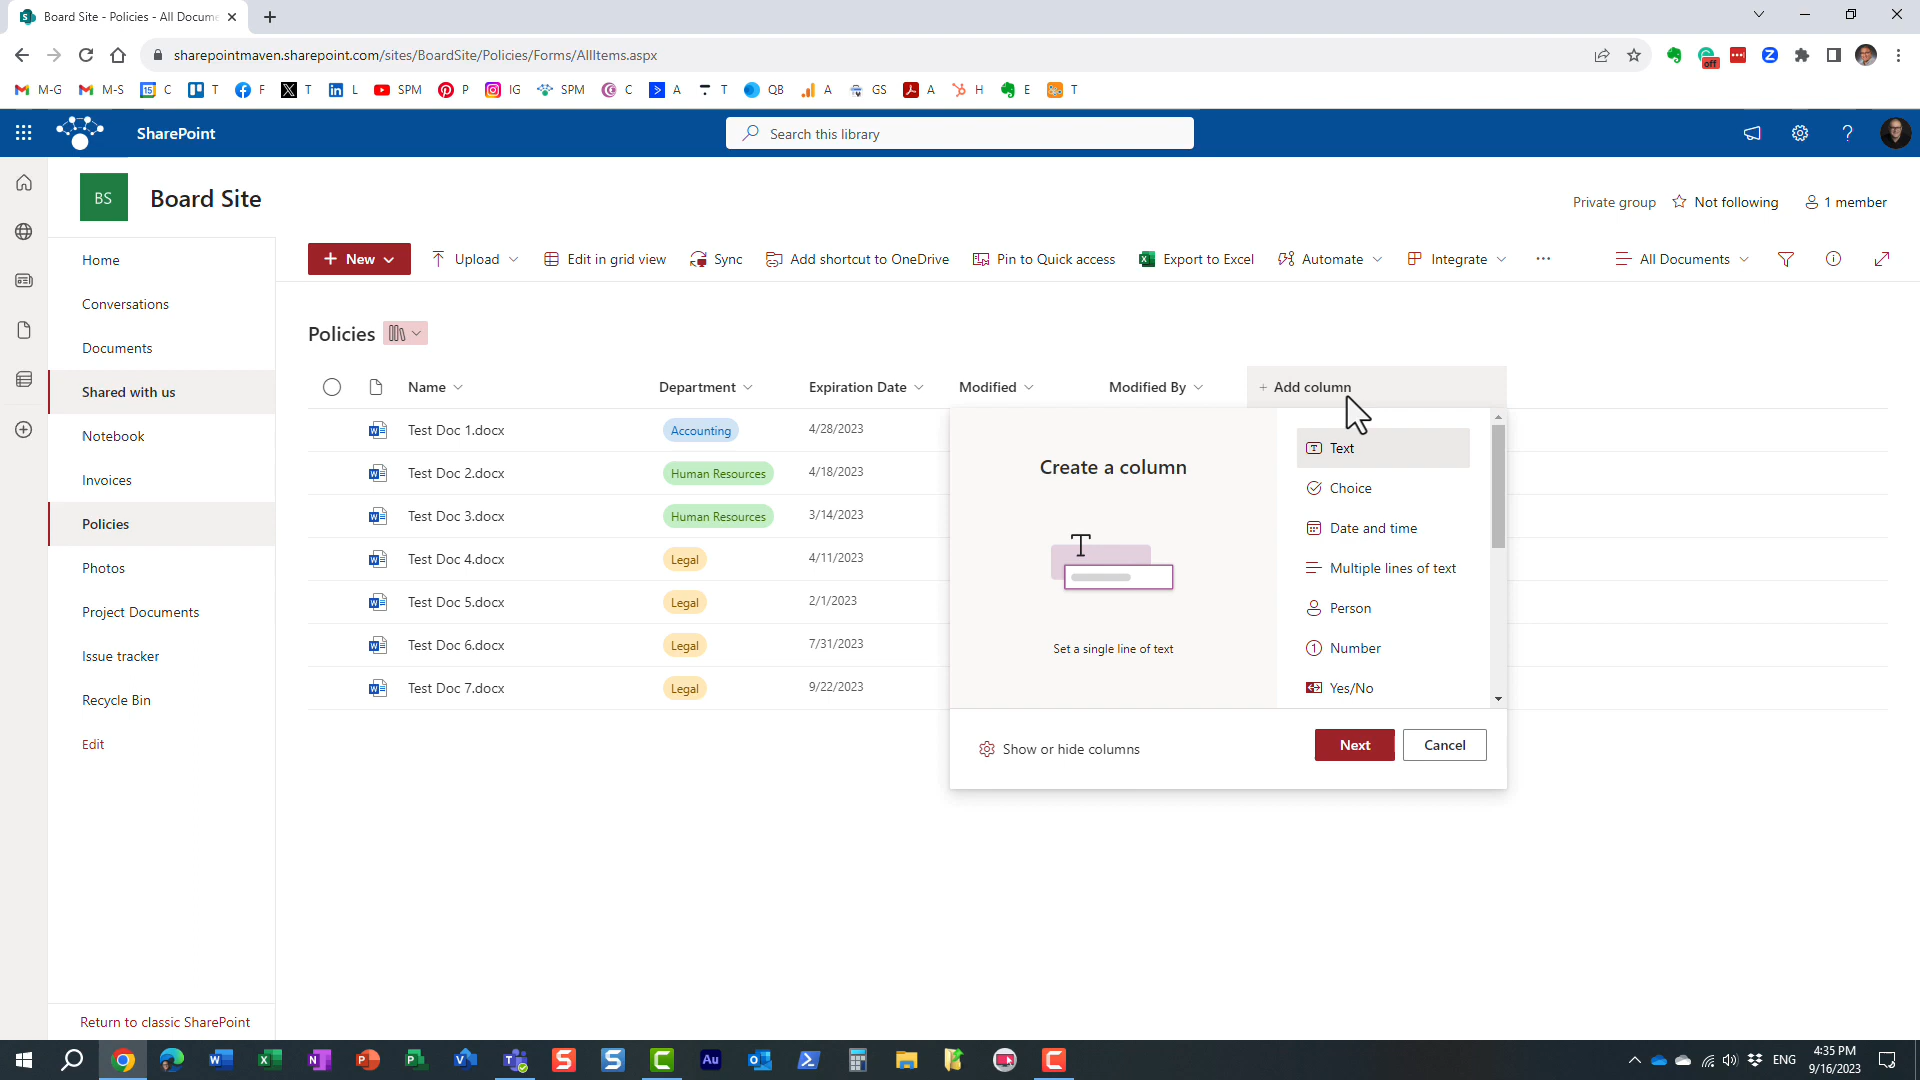 Board Site - Policies - All Docume
sharepointmaven.sharepoint.com/sites/BoardSite/Policies/Forms/AllItems.aspx
off
M-G M-S 15 C T F T L SPM P IG SPM C A T QB A GS A H E T
SharePoint
Search this library
BS
Board Site
Private group
Not following
1 member
Home
Conversations
Documents
Shared with us
Notebook
Invoices
Policies
Photos
Project Documents
Issue tracker
Recycle Bin
Edit
Return to classic SharePoint
+ New
Upload
Edit in grid view
Sync
Add shortcut to OneDrive
Pin to Quick access
Export to Excel
Automate
Integrate
...
All Documents
Policies
Name Department Expiration Date Modified Modified By + Add column
Test Doc 1.docx Accounting 4/28/2023
Test Doc 2.docx Human Resources 4/18/2023
Test Doc 3.docx Human Resources 3/14/2023
Test Doc 4.docx Legal 4/11/2023
Test Doc 5.docx Legal 2/1/2023
Test Doc 6.docx Legal 7/31/2023
Test Doc 7.docx Legal 9/22/2023
Create a column
T
Set a single line of text
Text
Choice
Date and time
Multiple lines of text
Person
Number
Yes/No
Show or hide columns
Next
Cancel
ENG
4:35 PM
9/16/2023